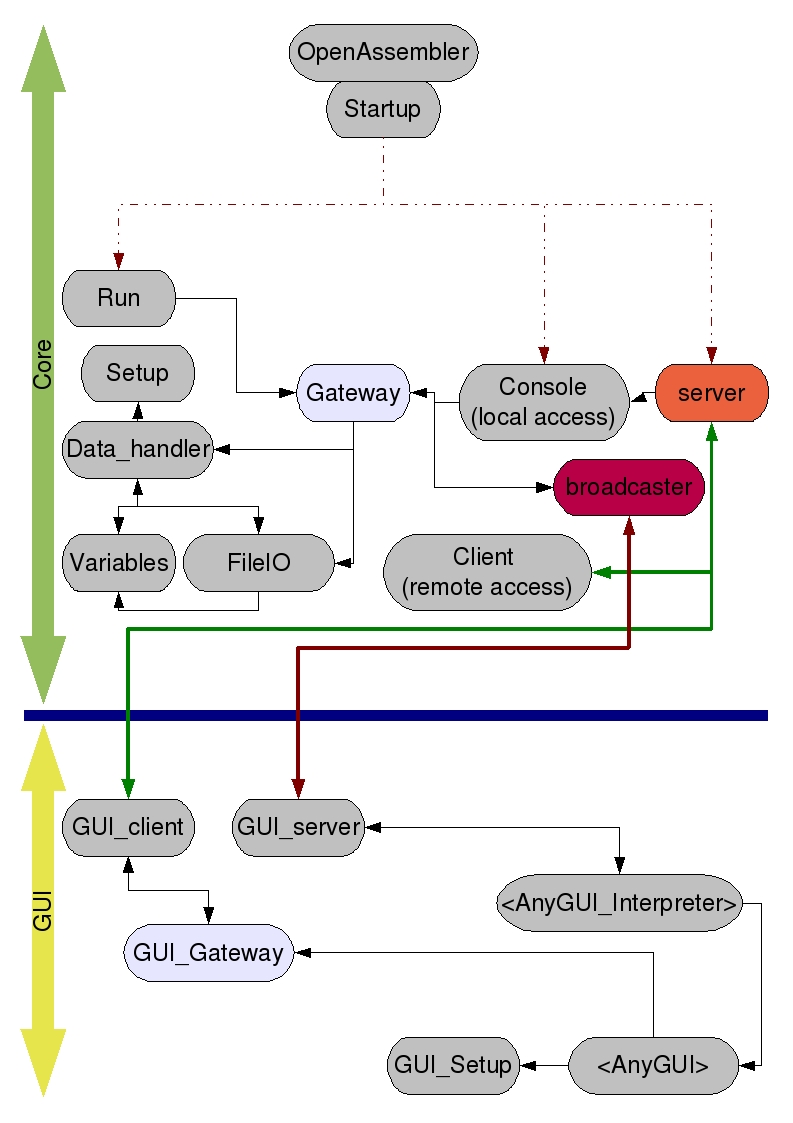 OpenAssembler
Startup
Run
Core
Setup
Gateway
Console
(local access)
server
Data_handler
broadcaster
Variables
FileIO
Client
(remote access)
GUI_client
GUI_server
GUI
<AnyGUI_Interpreter>
GUI_Gateway
GUI_Setup
<AnyGUI>